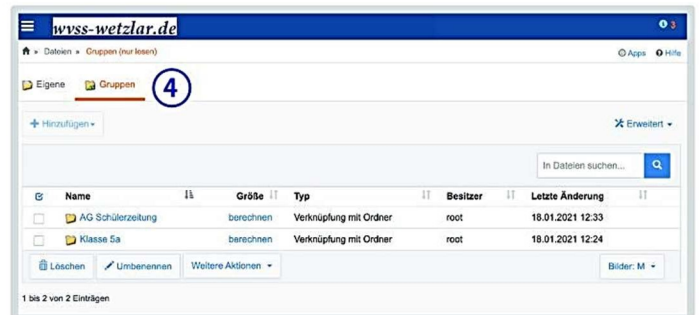 wvss-wetzlar.de 3
» Dateien » Gruppen (nur lesen) Apps Hilfe
Eigene Gruppen 4
+ Hinzufügen Erweitert
In Dateien suchen...
Name Größe Typ Besitzer Letzte Änderung
AG Schülerzeitung berechnen Verknüpfung mit Ordner root 18.01.2021 12:33
Klasse 5a berechnen Verknüpfung mit Ordner root 18.01.2021 12:24
Löschen Umbenennen Weitere Aktionen Bilder: M
1 bis 2 von 2 Einträgen